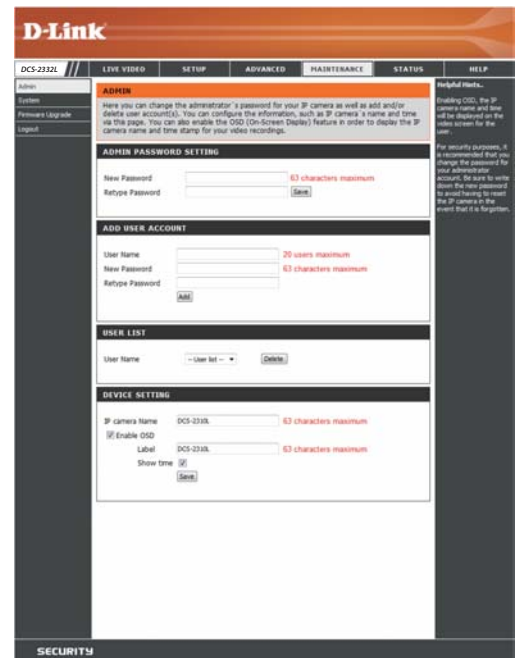 D-Link
DCS-2332L
LIVE VIDEO
SETUP
ADVANCED
MAINTENANCE
STATUS
HELP
Admin
System
Firmware Upgrade
Logout
ADMIN
Here you can change the administrator's password for your IP camera as well as add and/or
delete user account(s). You can configure the information, such as IP camera's name and time
via this page. You can also enable the OSD (On-Screen Display) feature in order to display the IP
camera name and time stamp for your video recordings.
ADMIN PASSWORD SETTING
New Password 63 characters maximum
Retype Password Save
ADD USER ACCOUNT
User Name 20 users maximum
New Password 63 characters maximum
Retype Password
Add
USER LIST
User Name -- User list -- Delete
DEVICE SETTING
IP camera Name DCS-2310L 63 characters maximum
Enable OSD
Label DCS-2310L 63 characters maximum
Show time
Save
Helpful Hints..
Enabling OSD, the IP
camera name and time
will be displayed on the
video screen for the
user.
For security purposes, it
is recommended that you
change the password for
your administrator
account. Be sure to write
down the new password
to avoid having to reset
the IP camera in the
event that it is forgotten.
SECURITY